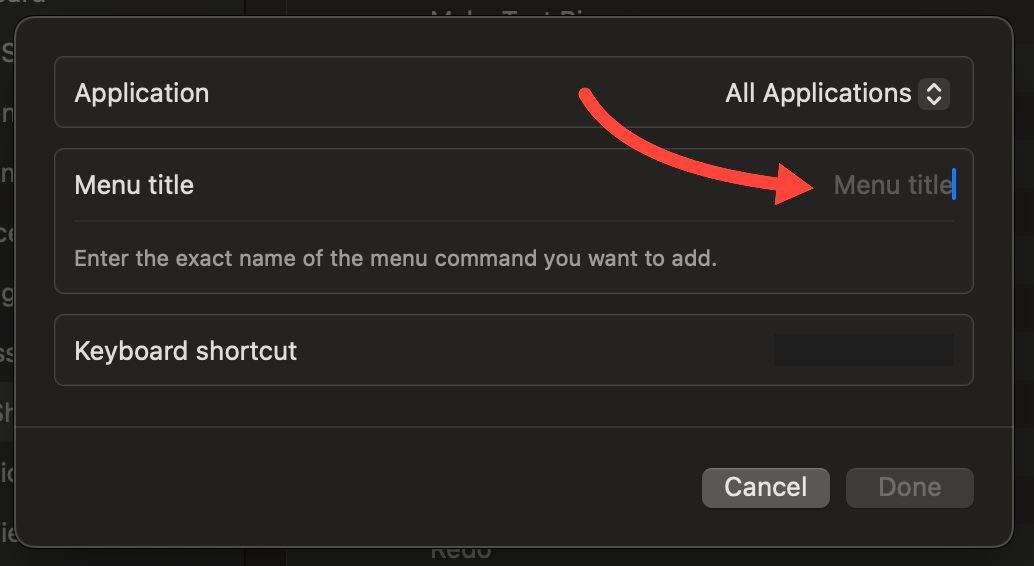 Application
All Applications
Menu title
Menu title
Enter the exact name of the menu command you want to add.
Keyboard shortcut
Cancel
Done
Redo